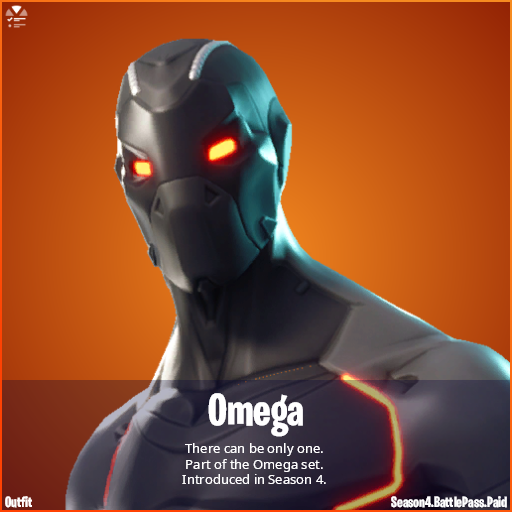 Omega
There can be only one.
Part of the Omega set.
Introduced in Season 4.
Outfit
Season4.BattlePass.Paid